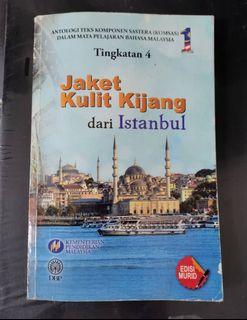 ANTOLOGI TEKS KOMPONEN SASTERA (KOMSAS)
DALAM MATA PELAJARAN BAHASA MALAYSIA
1
Tingkatan 4
Jaket
Kulit Kijang
dari Istanbul
KEMENTERIAN
PENDIDIKAN
MALAYSIA
DBP
EDISI
MURID